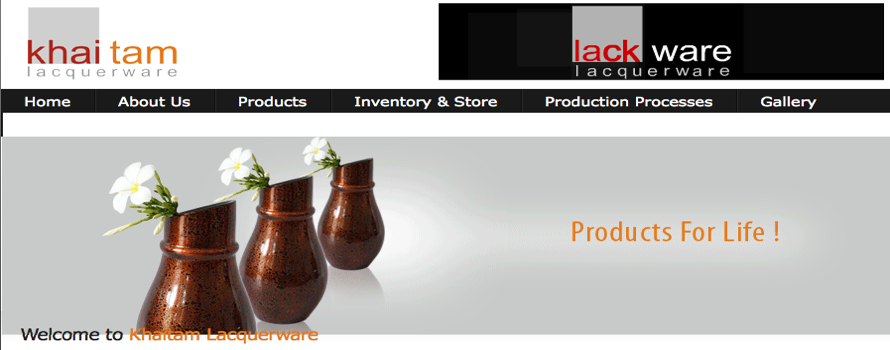 khai tam
lacquerware
lack ware
lacquerware
Home About Us Products Inventory & Store Production Processes Gallery
Products For Life !
Welcome to Khaitam Lacquerware